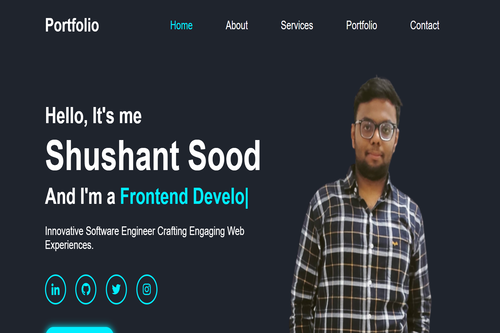 Portfolio
Home About Services Portfolio Contact
Hello, It's me
Shushant Sood
And I'm a Frontend Develo|
Innovative Software Engineer Crafting Engaging Web
Experiences.
in